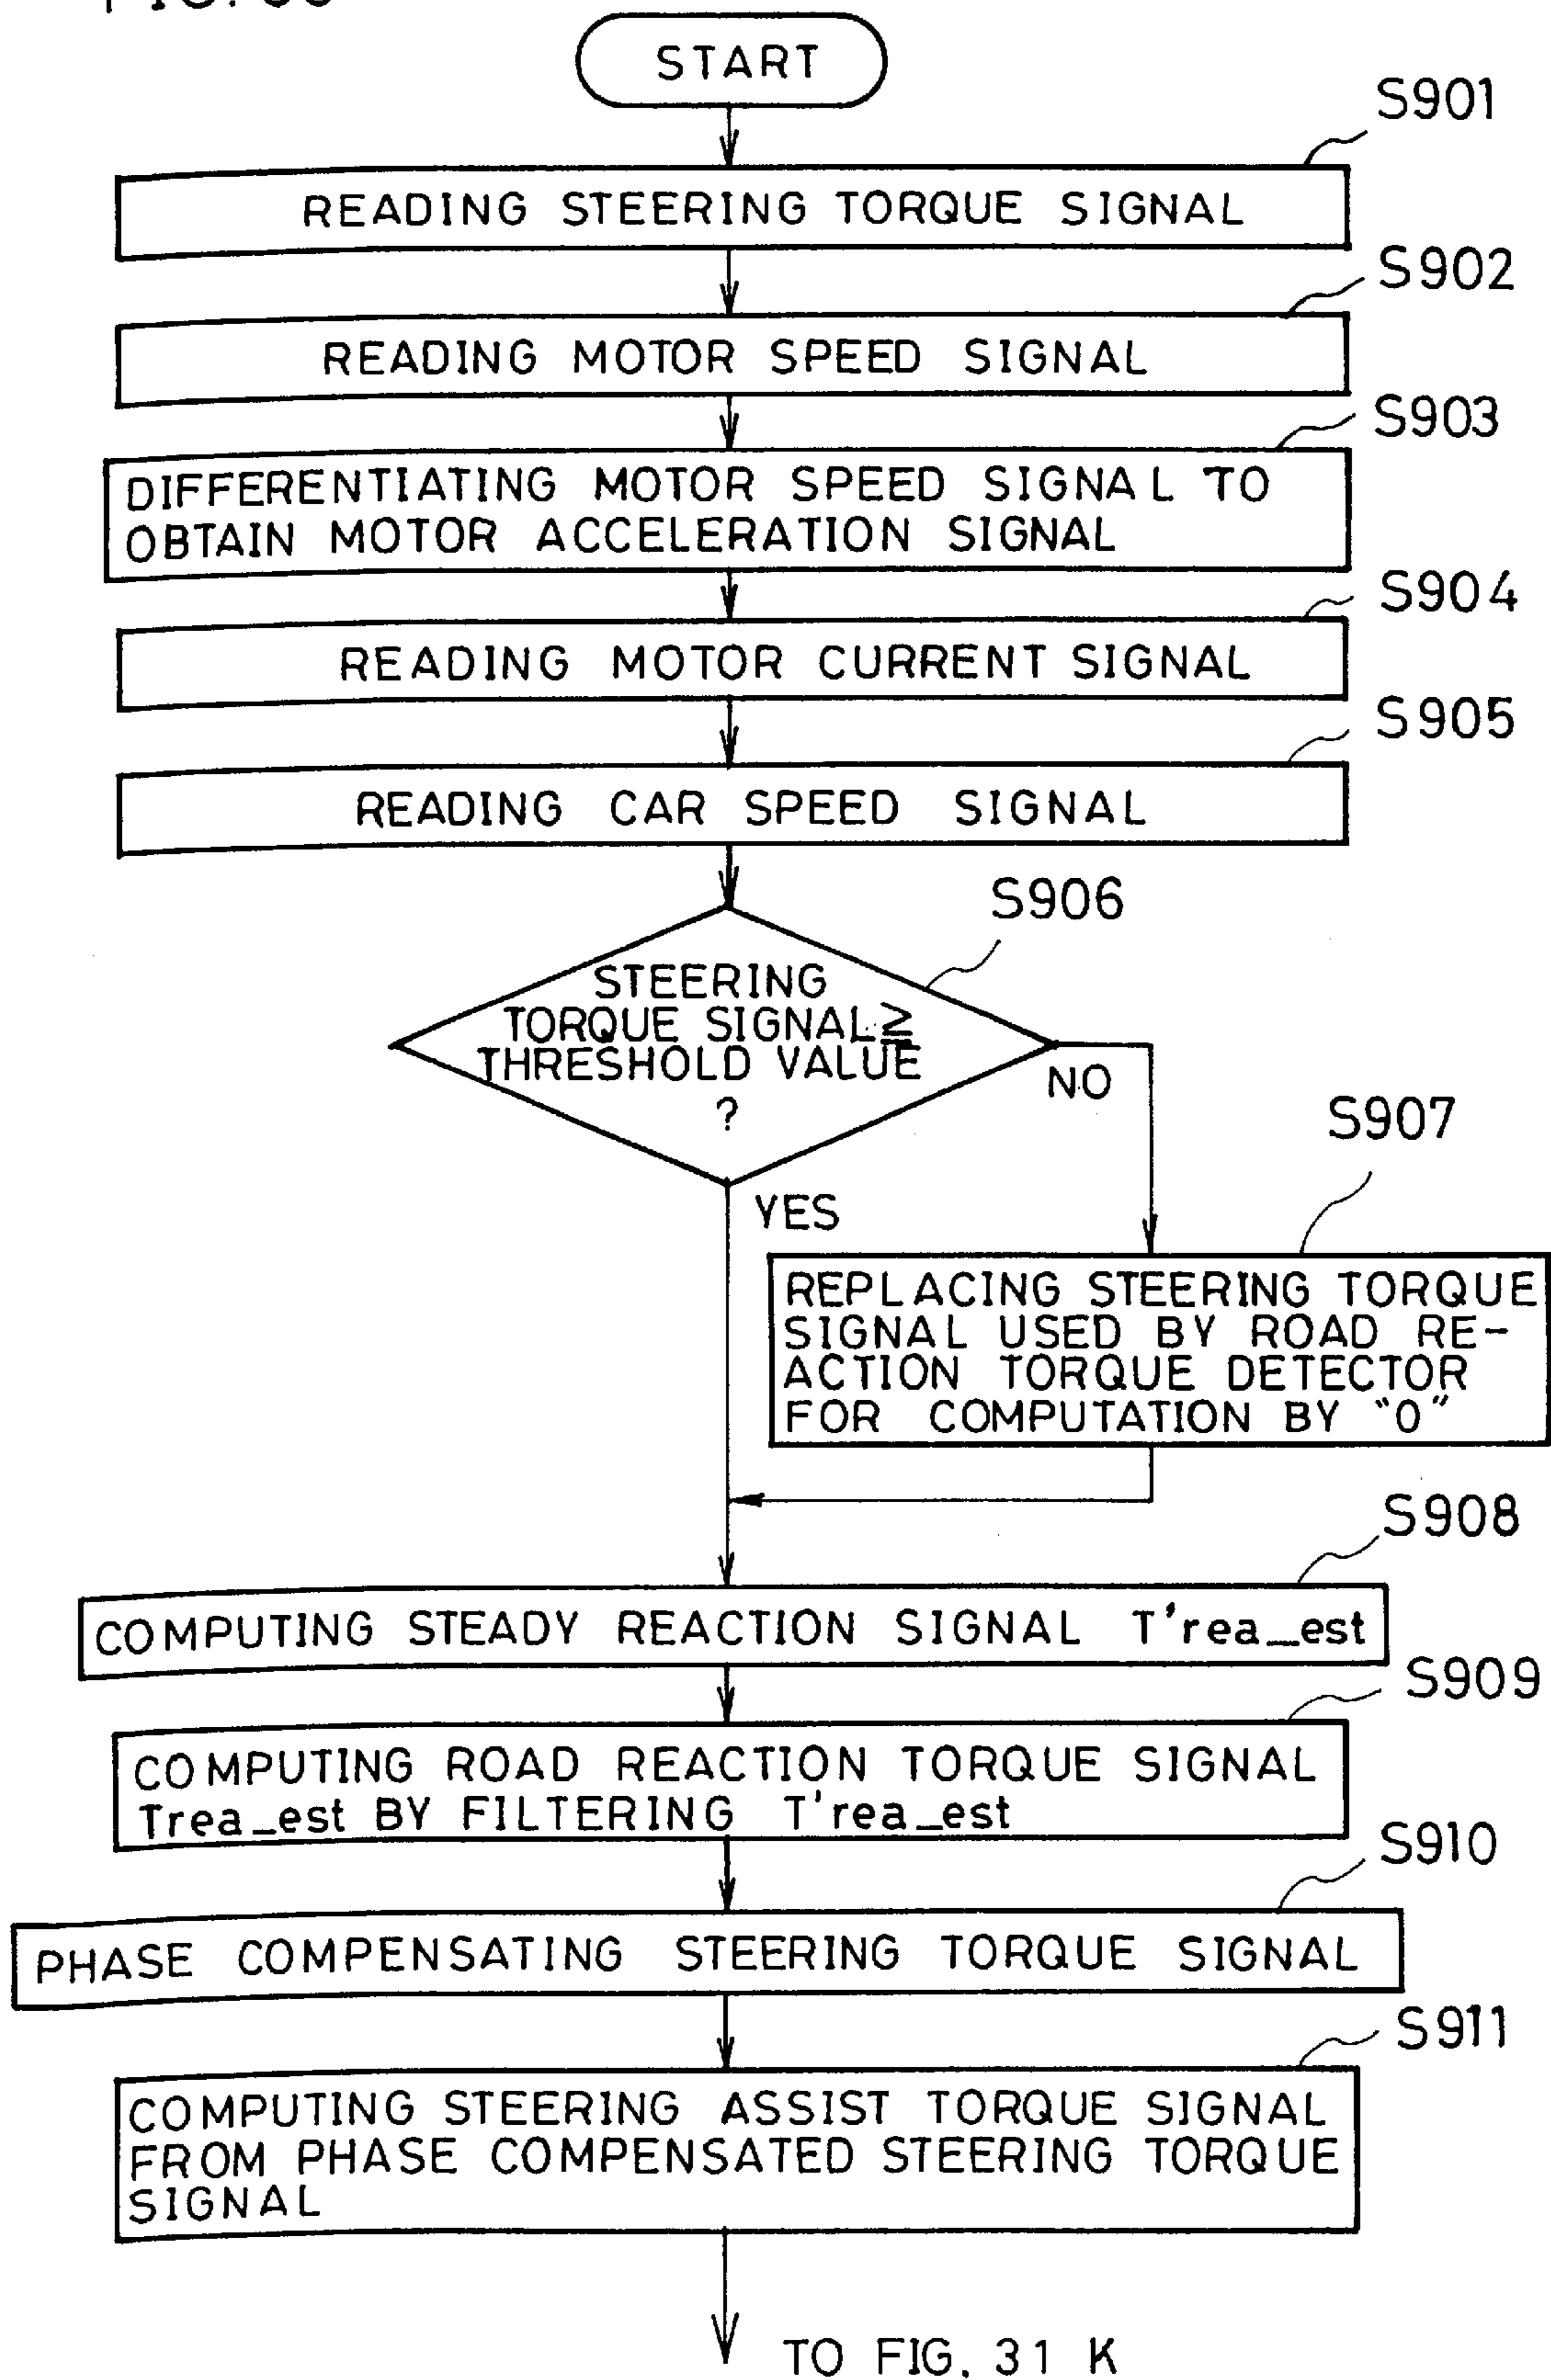 START
S901
READING STEERING TORQUE SIGNAL
S902
READING MOTOR SPEED SIGNAL
S903
DIFFERENTIATING MOTOR SPEED SIGNAL TO
OBTAIN MOTOR ACCELERATION SIGNAL
S904
READING MOTOR CURRENT SIGNAL
S905
READING CAR SPEED SIGNAL
S906
STEERING
TORQUE SIGNAL ≧
THRESHOLD VALUE
?
NO
YES
S907
REPLACING STEERING TORQUE
SIGNAL USED BY ROAD RE-
ACTION TORQUE DETECTOR
FOR COMPUTATION BY "0"
S908
COMPUTING STEADY REACTION SIGNAL T'rea_est
S909
COMPUTING ROAD REACTION TORQUE SIGNAL
Trea_est BY FILTERING T'rea_est
S910
PHASE COMPENSATING STEERING TORQUE SIGNAL
S911
COMPUTING STEERING ASSIST TORQUE SIGNAL
FROM PHASE COMPENSATED STEERING TORQUE
SIGNAL
TO FIG. 31 K